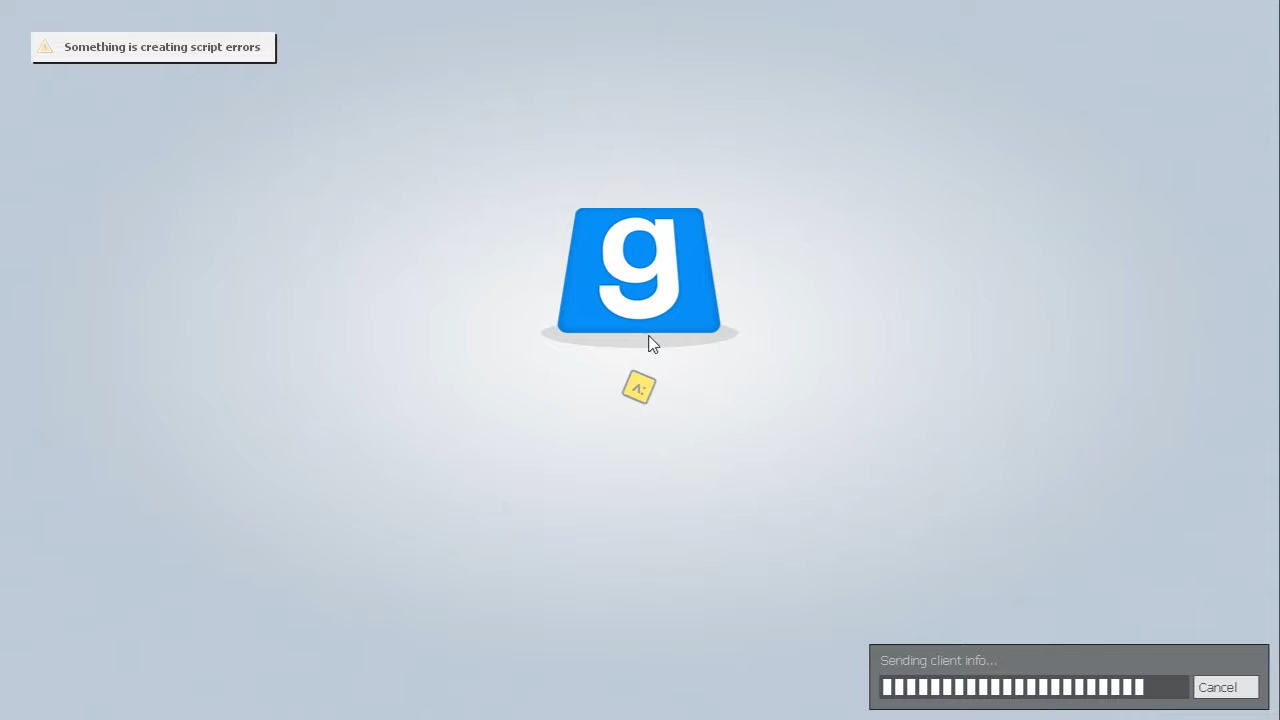 Something is creating script errors
g
Sending client info...
Cancel